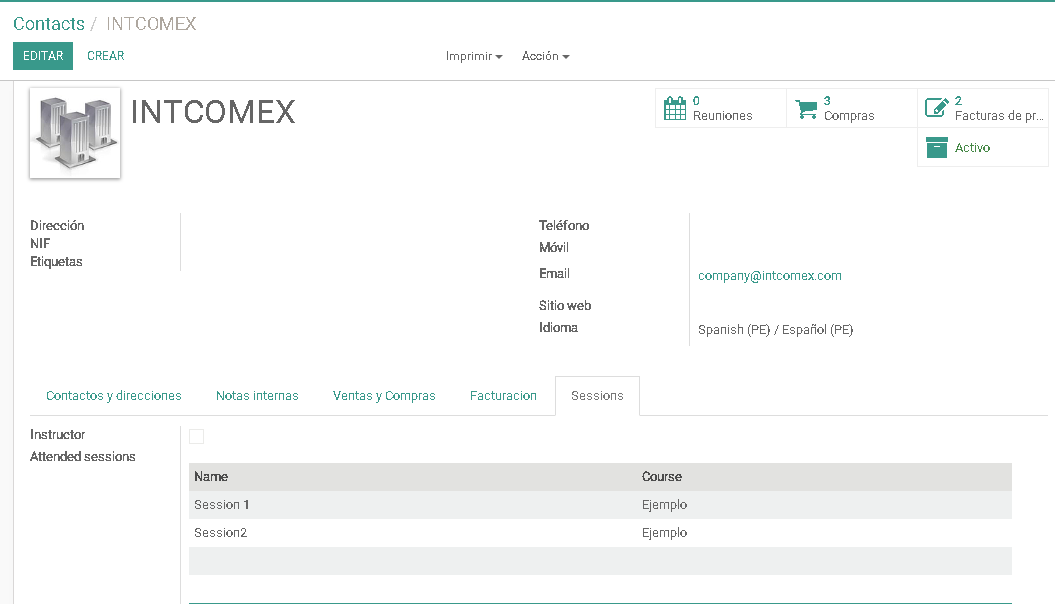 Contacts / INTCOMEX
EDITAR CREAR Imprimir Acción
INTCOMEX
0 Reuniones
3 Compras
2 Facturas de pr...
Activo
Dirección
NIF
Etiquetas
Teléfono
Móvil
Email company@intcomex.com
Sitio web
Idioma Spanish (PE) / Español (PE)
Contactos y direcciones Notas internas Ventas y Compras Facturacion Sessions
Instructor
Attended sessions
Name Course
Session 1 Ejemplo
Session2 Ejemplo